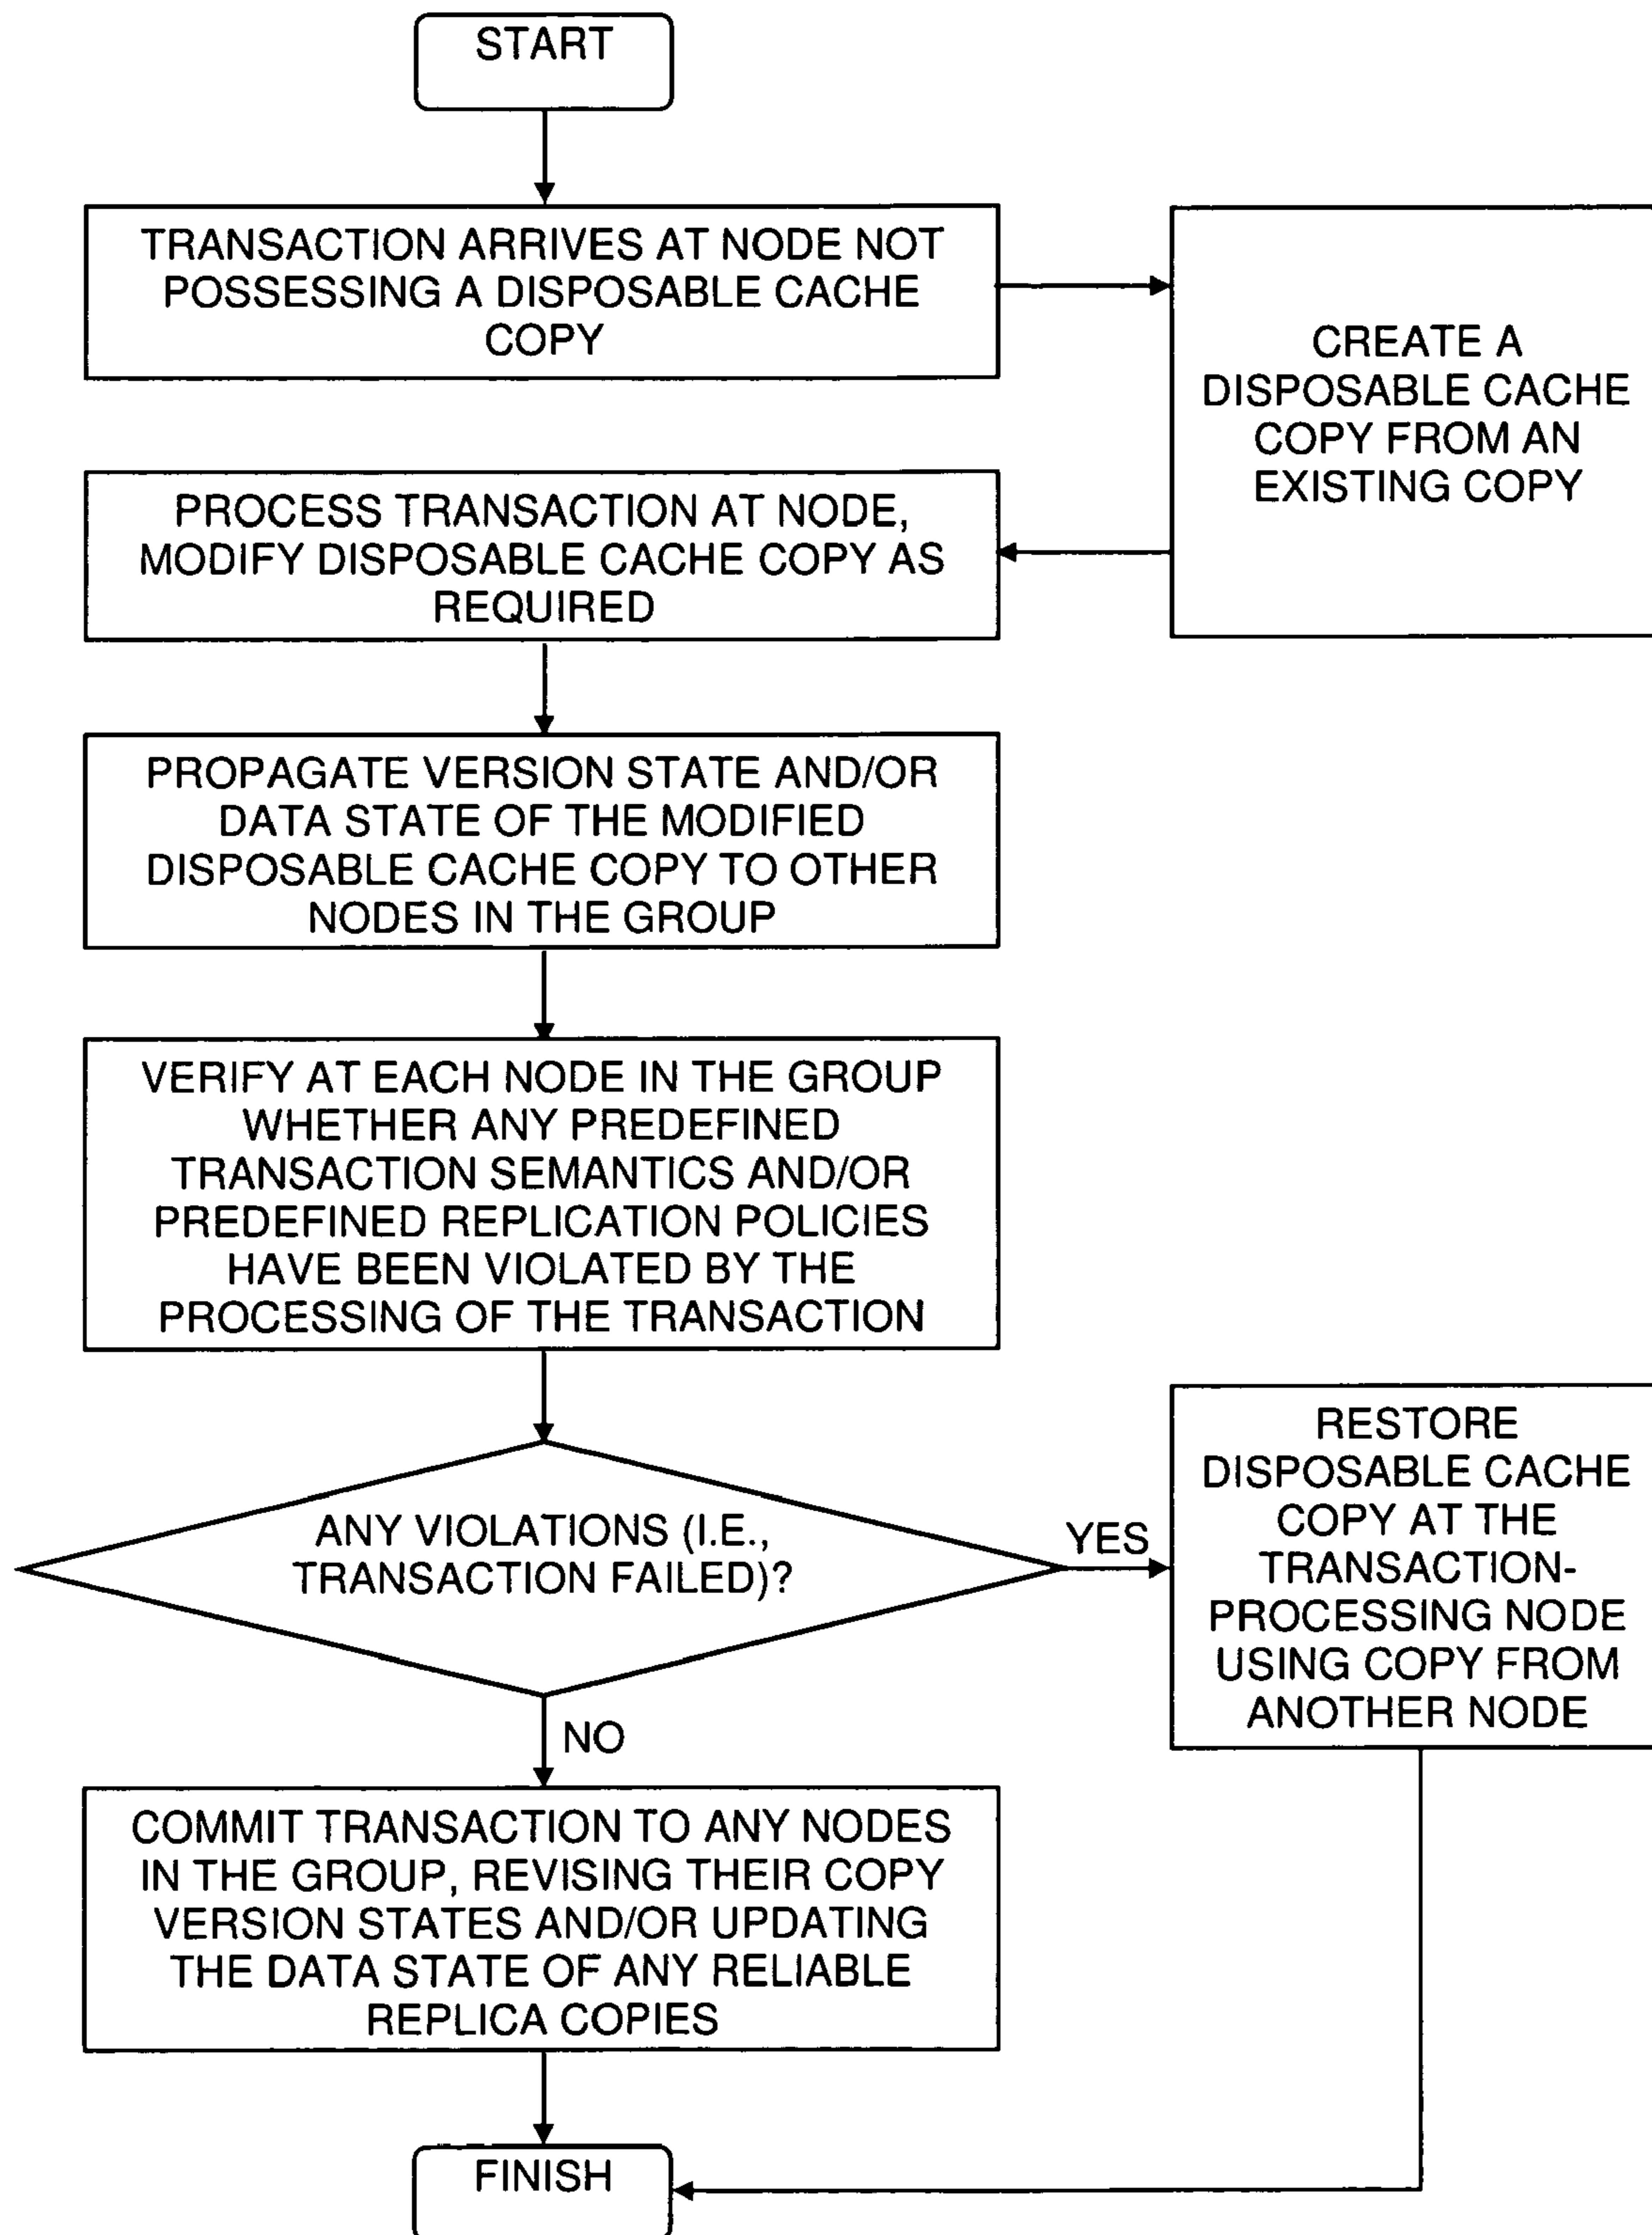 START
TRANSACTION ARRIVES AT NODE NOT
POSSESSING A DISPOSABLE CACHE
COPY
CREATE A
DISPOSABLE CACHE
COPY FROM AN
EXISTING COPY
PROCESS TRANSACTION AT NODE,
MODIFY DISPOSABLE CACHE COPY AS
REQUIRED
PROPAGATE VERSION STATE AND/OR
DATA STATE OF THE MODIFIED
DISPOSABLE CACHE COPY TO OTHER
NODES IN THE GROUP
VERIFY AT EACH NODE IN THE GROUP
WHETHER ANY PREDEFINED
TRANSACTION SEMANTICS AND/OR
PREDEFINED REPLICATION POLICIES
HAVE BEEN VIOLATED BY THE
PROCESSING OF THE TRANSACTION
ANY VIOLATIONS (I.E.,
TRANSACTION FAILED)?
YES
RESTORE
DISPOSABLE CACHE
COPY AT THE
TRANSACTION-
PROCESSING NODE
USING COPY FROM
ANOTHER NODE
NO
COMMIT TRANSACTION TO ANY NODES
IN THE GROUP, REVISING THEIR COPY
VERSION STATES AND/OR UPDATING
THE DATA STATE OF ANY RELIABLE
REPLICA COPIES
FINISH